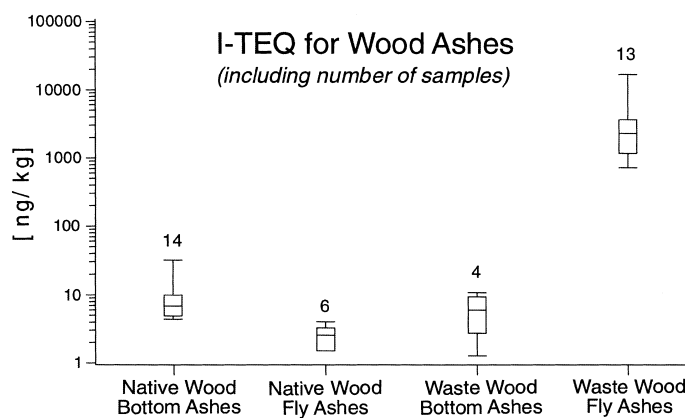 I-TEQ for Wood Ashes
(including number of samples)
[ ng/ kg]
100000
10000
1000
100
10
1
14
6
4
13
Native Wood
Bottom Ashes
Native Wood
Fly Ashes
Waste Wood
Bottom Ashes
Waste Wood
Fly Ashes